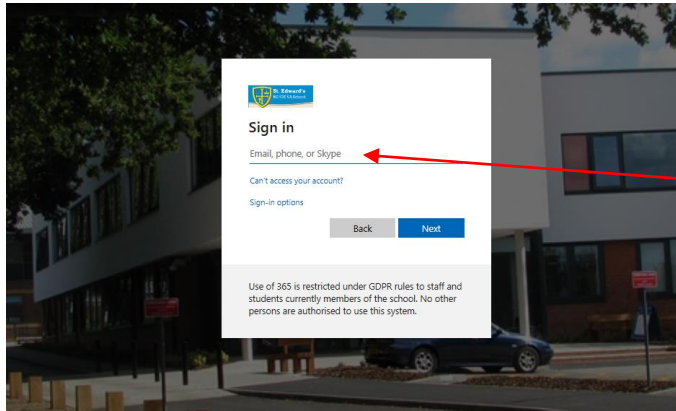 St. Edward's
Sign in
Email, phone, or Skype
Can't access your account?
Sign-in options
Back
Next
Use of 365 is restricted under GDPR rules to staff and
students currently members of the school. No other
persons are authorised to use this system.